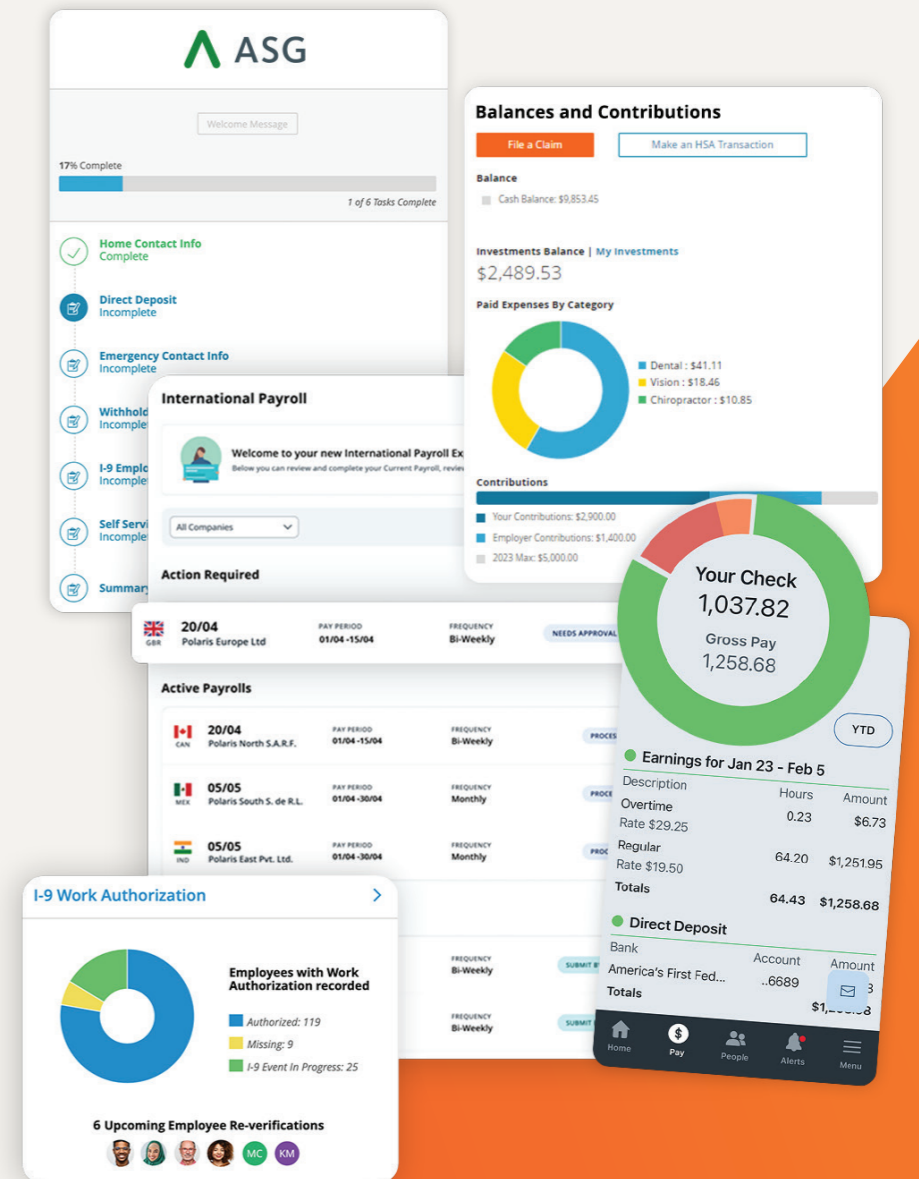 ASG
Welcome Message
17% Complete
1 of 6 Tasks Complete
Home Contact Info
Complete
Direct Deposit
Incomplete
Emergency Contact Info
Incomplete
I-9
Summary
Balances and Contributions
File a Claim
Make an HSA Transaction
Balance
Cash Balance: $9,853.45
Investments Balance | My Investments
$2,489.53
Paid Expenses By Category
Dental : $41.11
Vision : $18.46
Chiropractor : $10.85
Contributions
Your Contributions: $2,900.00
Employer Contributions: $1,400.00
2023 Max: $5,000.00
International Payroll
Welcome to your new International Payroll
Below you can review and complete your Current Payroll,
All Companies
Action Required
GBR
20/04
Polaris Europe Ltd
PAY PERIOD
01/04 -15/04
FREQUENCY
Bi-Weekly
NEEDS APPROVAL
Active Payrolls
CAN
20/04
Polaris North S.A.R.F.
PAY PERIOD
01/04 -15/04
FREQUENCY
Bi-Weekly
MEX
05/05
Polaris South S. de R.L.
PAY PERIOD
01/04 -30/04
FREQUENCY
Monthly
IND
05/05
Polaris East Pvt. Ltd.
PAY PERIOD
01/04 -30/04
FREQUENCY
Monthly
FREQUENCY
Bi-Weekly
SUBMIT
FREQUENCY
Bi-Weekly
SUBMIT
Your Check
1,037.82
Gross Pay
1,258.68
YTD
Earnings for Jan 23 - Feb 5
Description Hours Amount
Overtime 0.23 $6.73
Rate $29.25
Regular 64.20 $1,251.95
Rate $19.50
Totals 64.43 $1,258.68
Direct Deposit
Bank Account Amount
America's First Fed... ..6689
Totals
Home Pay People Alerts Menu
I-9 Work Authorization
Employees with Work
Authorization recorded
Authorized: 119
Missing: 9
I-9 Event In Progress: 25
6 Upcoming Employee Re-verifications
MC KM